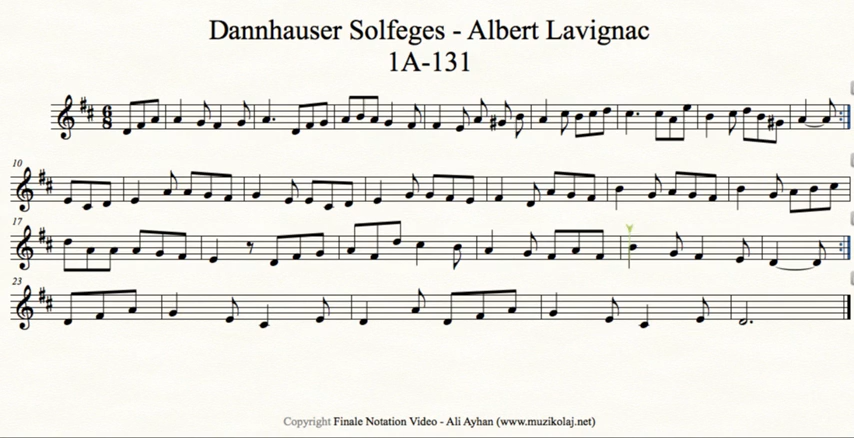 Dannhauser Solfeges - Albert Lavignac
1A-131
6
8
10
17
23
Copyright Finale Notation Video - Ali Ayhan (www.muzikolaj.net)